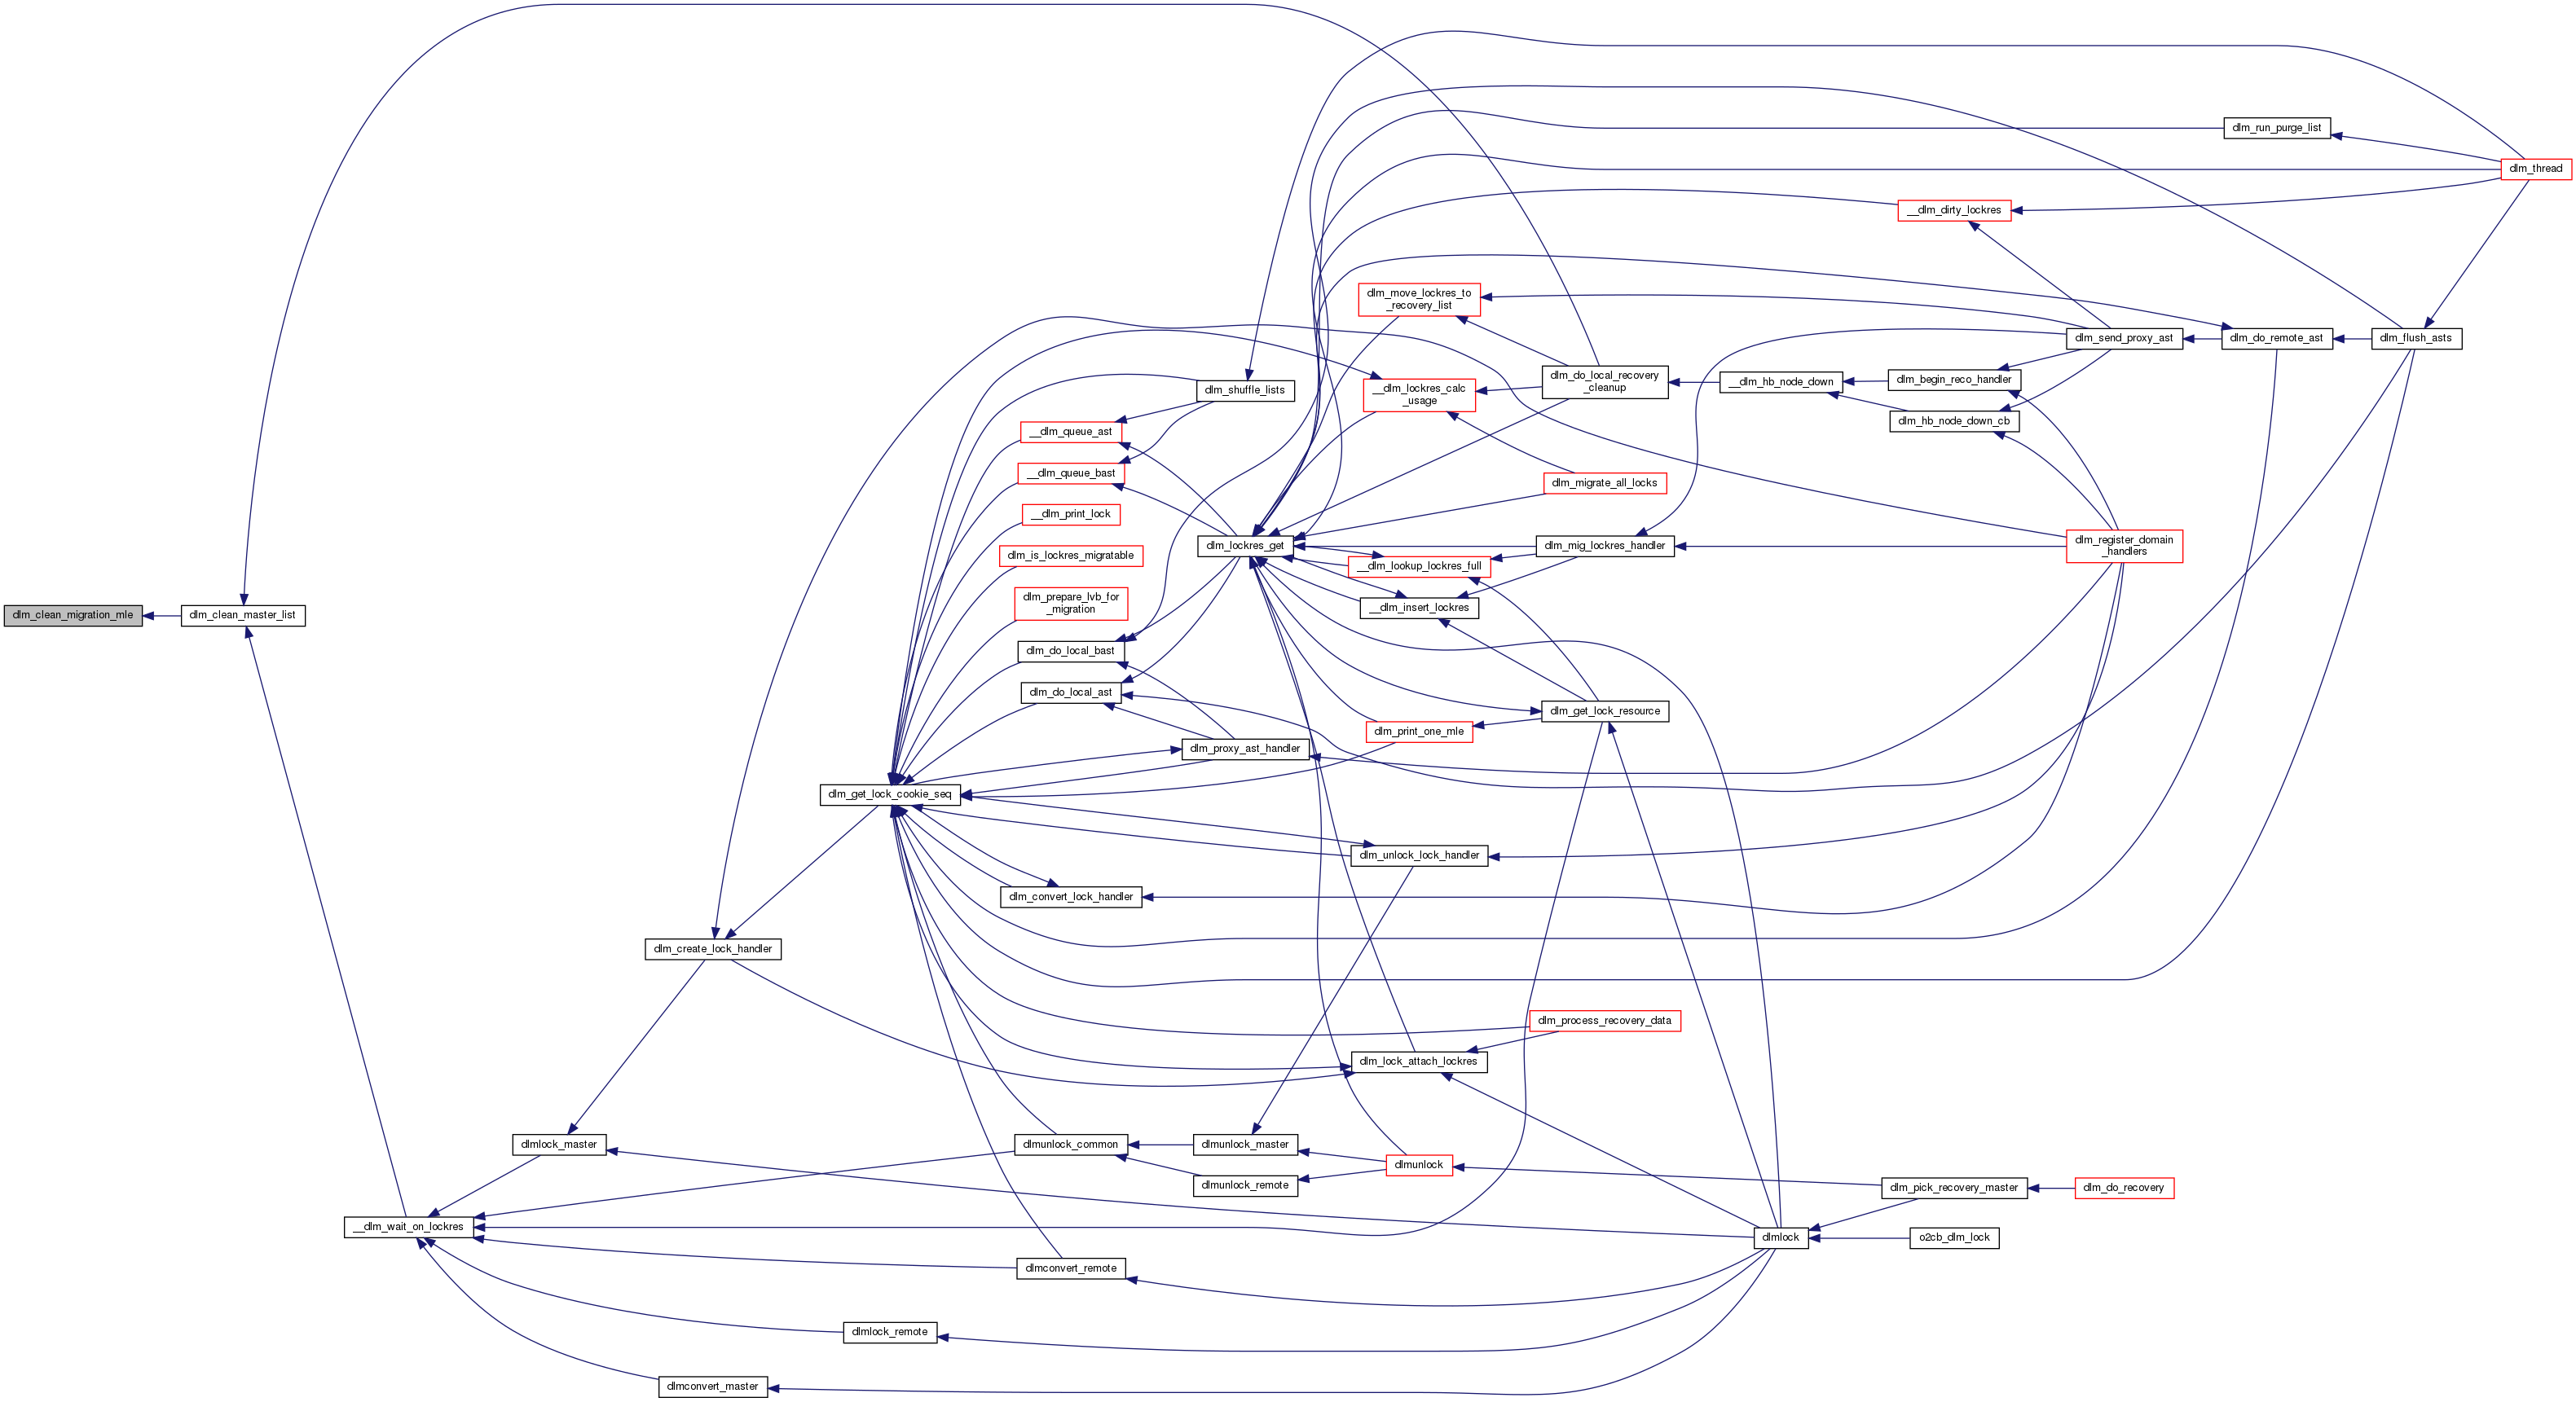 dlm_run_purge_list
dlm_thread
__dlm_dirty_lockres
dlm_move_lockres_to
_recovery_list
dlm_send_proxy_ast
dlm_do_remote_ast
dlm_flush_asts
dlm_shuffle_lists
__dlm_lockres_calc
_usage
dlm_do_local_recovery
_cleanup
__dlm_hb_node_down
dlm_begin_reco_handler
dlm_hb_node_down_cb
__dlm_queue_ast
__dlm_queue_bast
dlm_migrate_all_locks
__dlm_print_lock
dlm_is_lockres_migratable
dlm_lockres_get
dlm_mig_lockres_handler
dlm_register_domain
_handlers
__dlm_lookup_lockres_full
dlm_clean_migration_mle
dlm_clean_master_list
dlm_prepare_lvb_for
_migration
__dlm_insert_lockres
dlm_do_local_bast
dlm_do_local_ast
dlm_get_lock_resource
dlm_print_one_mle
dlm_proxy_ast_handler
dlm_get_lock_cookie_seq
dlm_unlock_lock_handler
dlm_convert_lock_handler
dlm_create_lock_handler
dlm_process_recovery_data
dlm_lock_attach_lockres
dlmlock_master
dlmunlock_common
dlmunlock_master
dlmunlock
dlmunlock_remote
dlm_pick_recovery_master
dlm_do_recovery
__dlm_wait_on_lockres
dlmlock
o2cb_dlm_lock
dlmconvert_remote
dlmlock_remote
dlmconvert_master